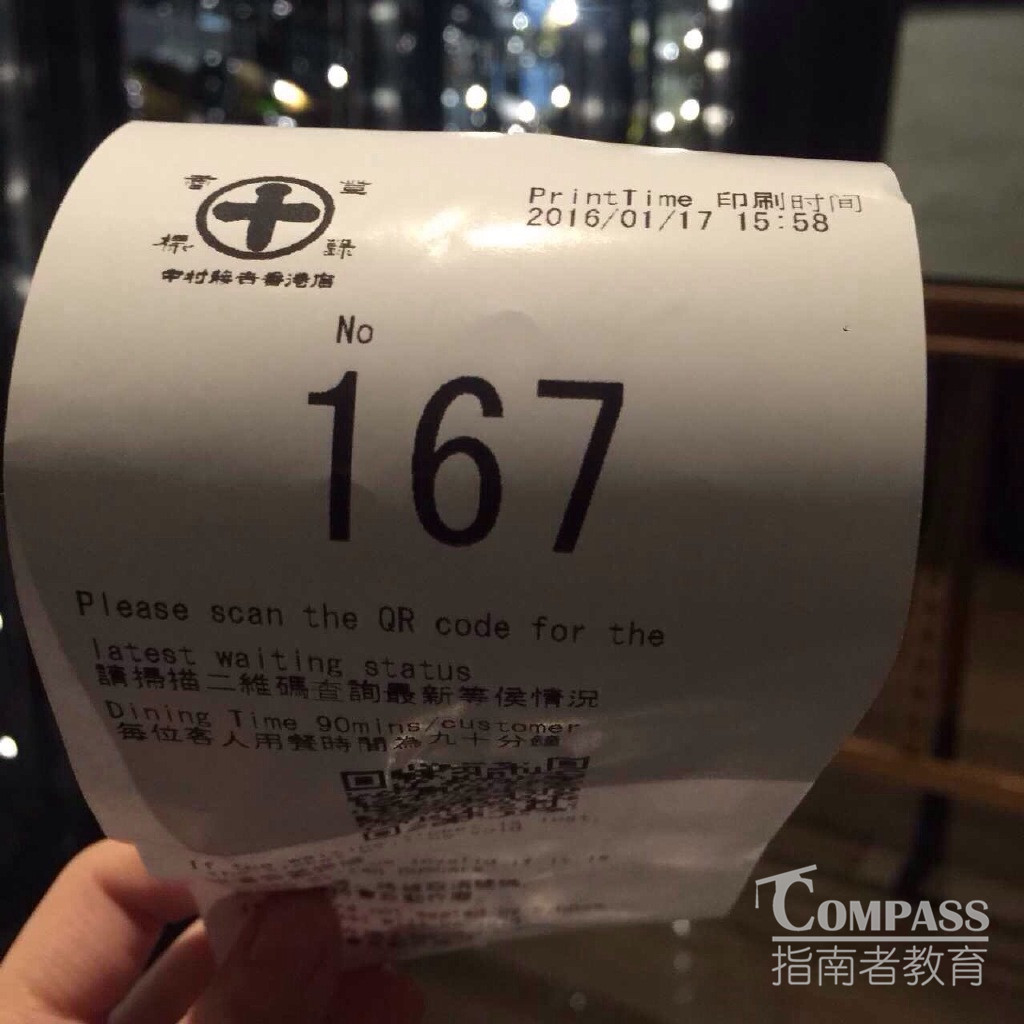 PrintTime 印刷时间
2016/01/17 15:58
登録
中村藤吉香港店
No
167
Please scan the QR code for the
latest waiting status
請掃描二維碼查詢最新等侯情況
Dining Time 90mins/customer
每位客人用餐時間為九十分鐘
COMPASS
指南者教育